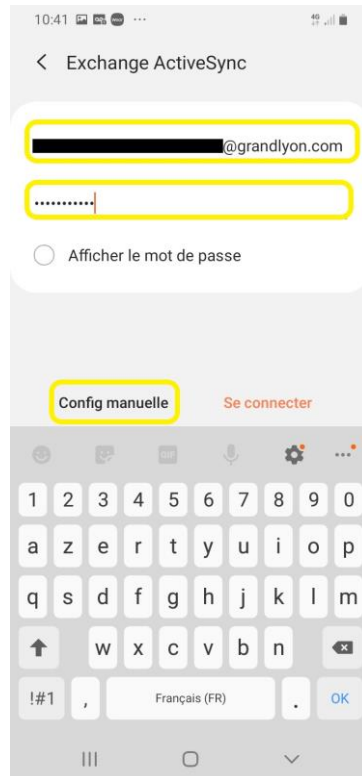 10:41 ... 4G
Exchange ActiveSync
@grandlyon.com
...........
Afficher le mot de passe
Config manuelle Se connecter
GIF ...
1 2 3 4 5 6 7 8 9 0
a z e r t y u i o p
q s d f g h j k l m
w x c v b n
!#1 , Français (FR) . OK